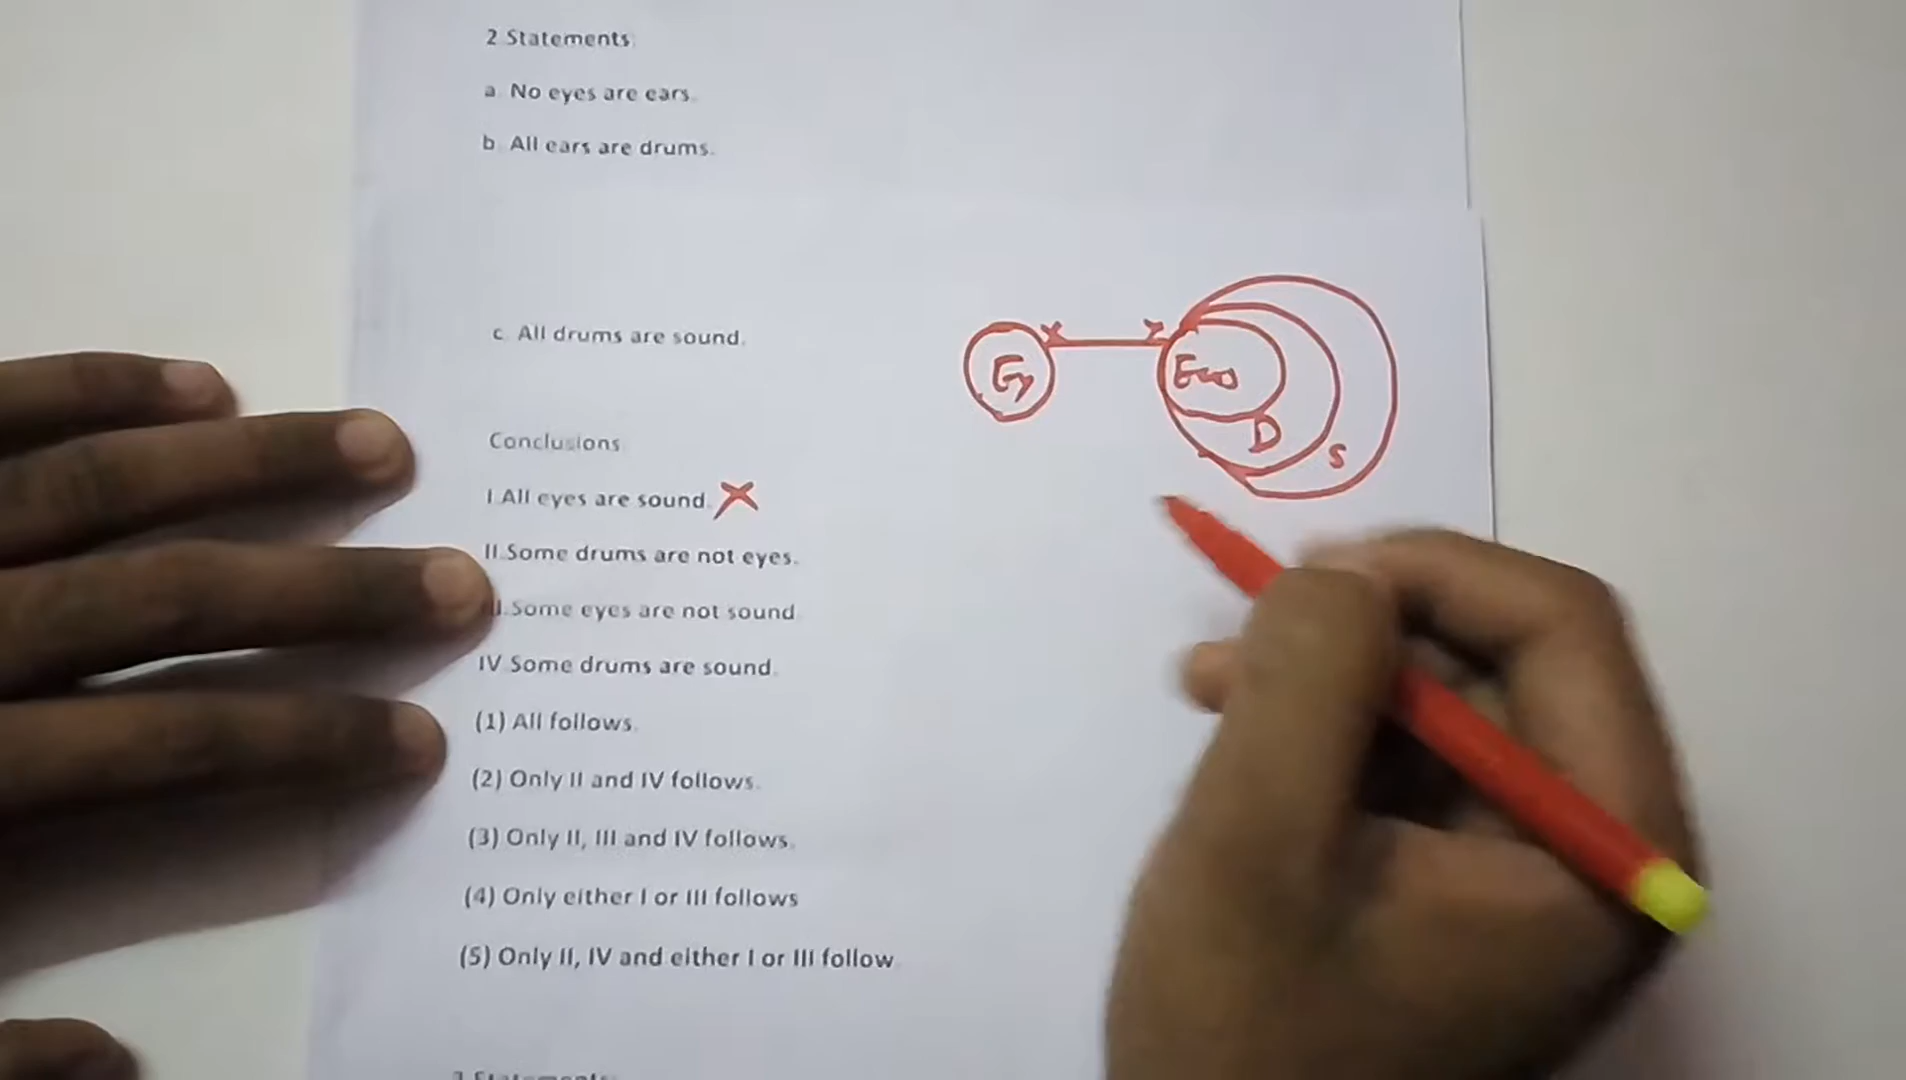 2 Statements
a. No eyes are ears.
b. All ears are drums.
c. All drums are sound.
Ey
D
S
Conclusions
I.All eyes are sound.
II.Some drums are not eyes.
.Some eyes are not sound
IV.Some drums are sound.
(1) All follows.
(2) Only II and IV follows.
(3) Only II, III and IV follows.
(4) Only either I or III follows
(5) Only II, IV and either I or III follow
Statements